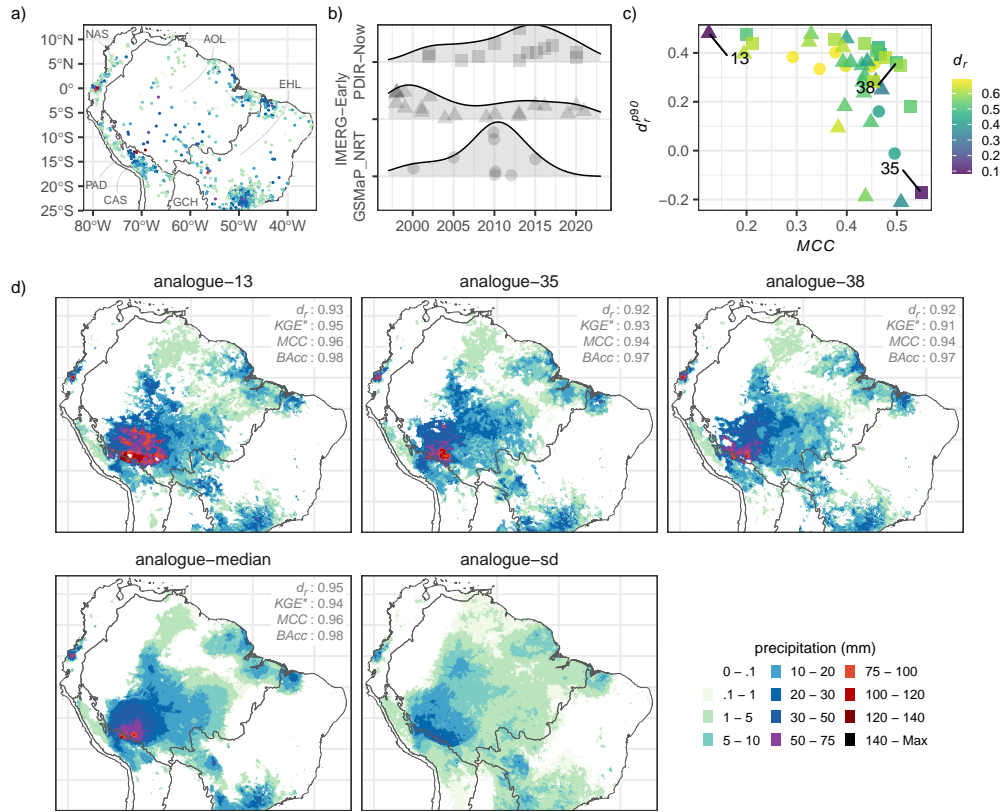 a)
10°N
5°N
0°
5°S
10°S
15°S
20°S
25°S
80°W
70°W
60°W
50°W
40°W
NAS
AOL
EHL
PAD
CAS
GCH
b)
PDIR−Now
IMERG−Early
GSMaP_NRT
2000
2005
2010
2015
2020
c)
0.4
0.2
0.0
−0.2
0.2
0.3
0.4
0.5
d_r^p90
MCC
13
38
35
d_r
0.6
0.5
0.4
0.3
0.2
0.1
d)
analogue−13
d_r : 0.93
KGE" : 0.95
MCC : 0.96
BAcc : 0.98
analogue−35
d_r : 0.92
KGE" : 0.93
MCC : 0.94
BAcc : 0.97
analogue−38
d_r : 0.92
KGE" : 0.91
MCC : 0.94
BAcc : 0.97
analogue−median
d_r : 0.95
KGE" : 0.94
MCC : 0.96
BAcc : 0.98
analogue−sd
precipitation (mm)
0 – .1
.1 – 1
1 – 5
5 – 10
10 – 20
20 – 30
30 – 50
50 – 75
75 – 100
100 – 120
120 – 140
140 – Max